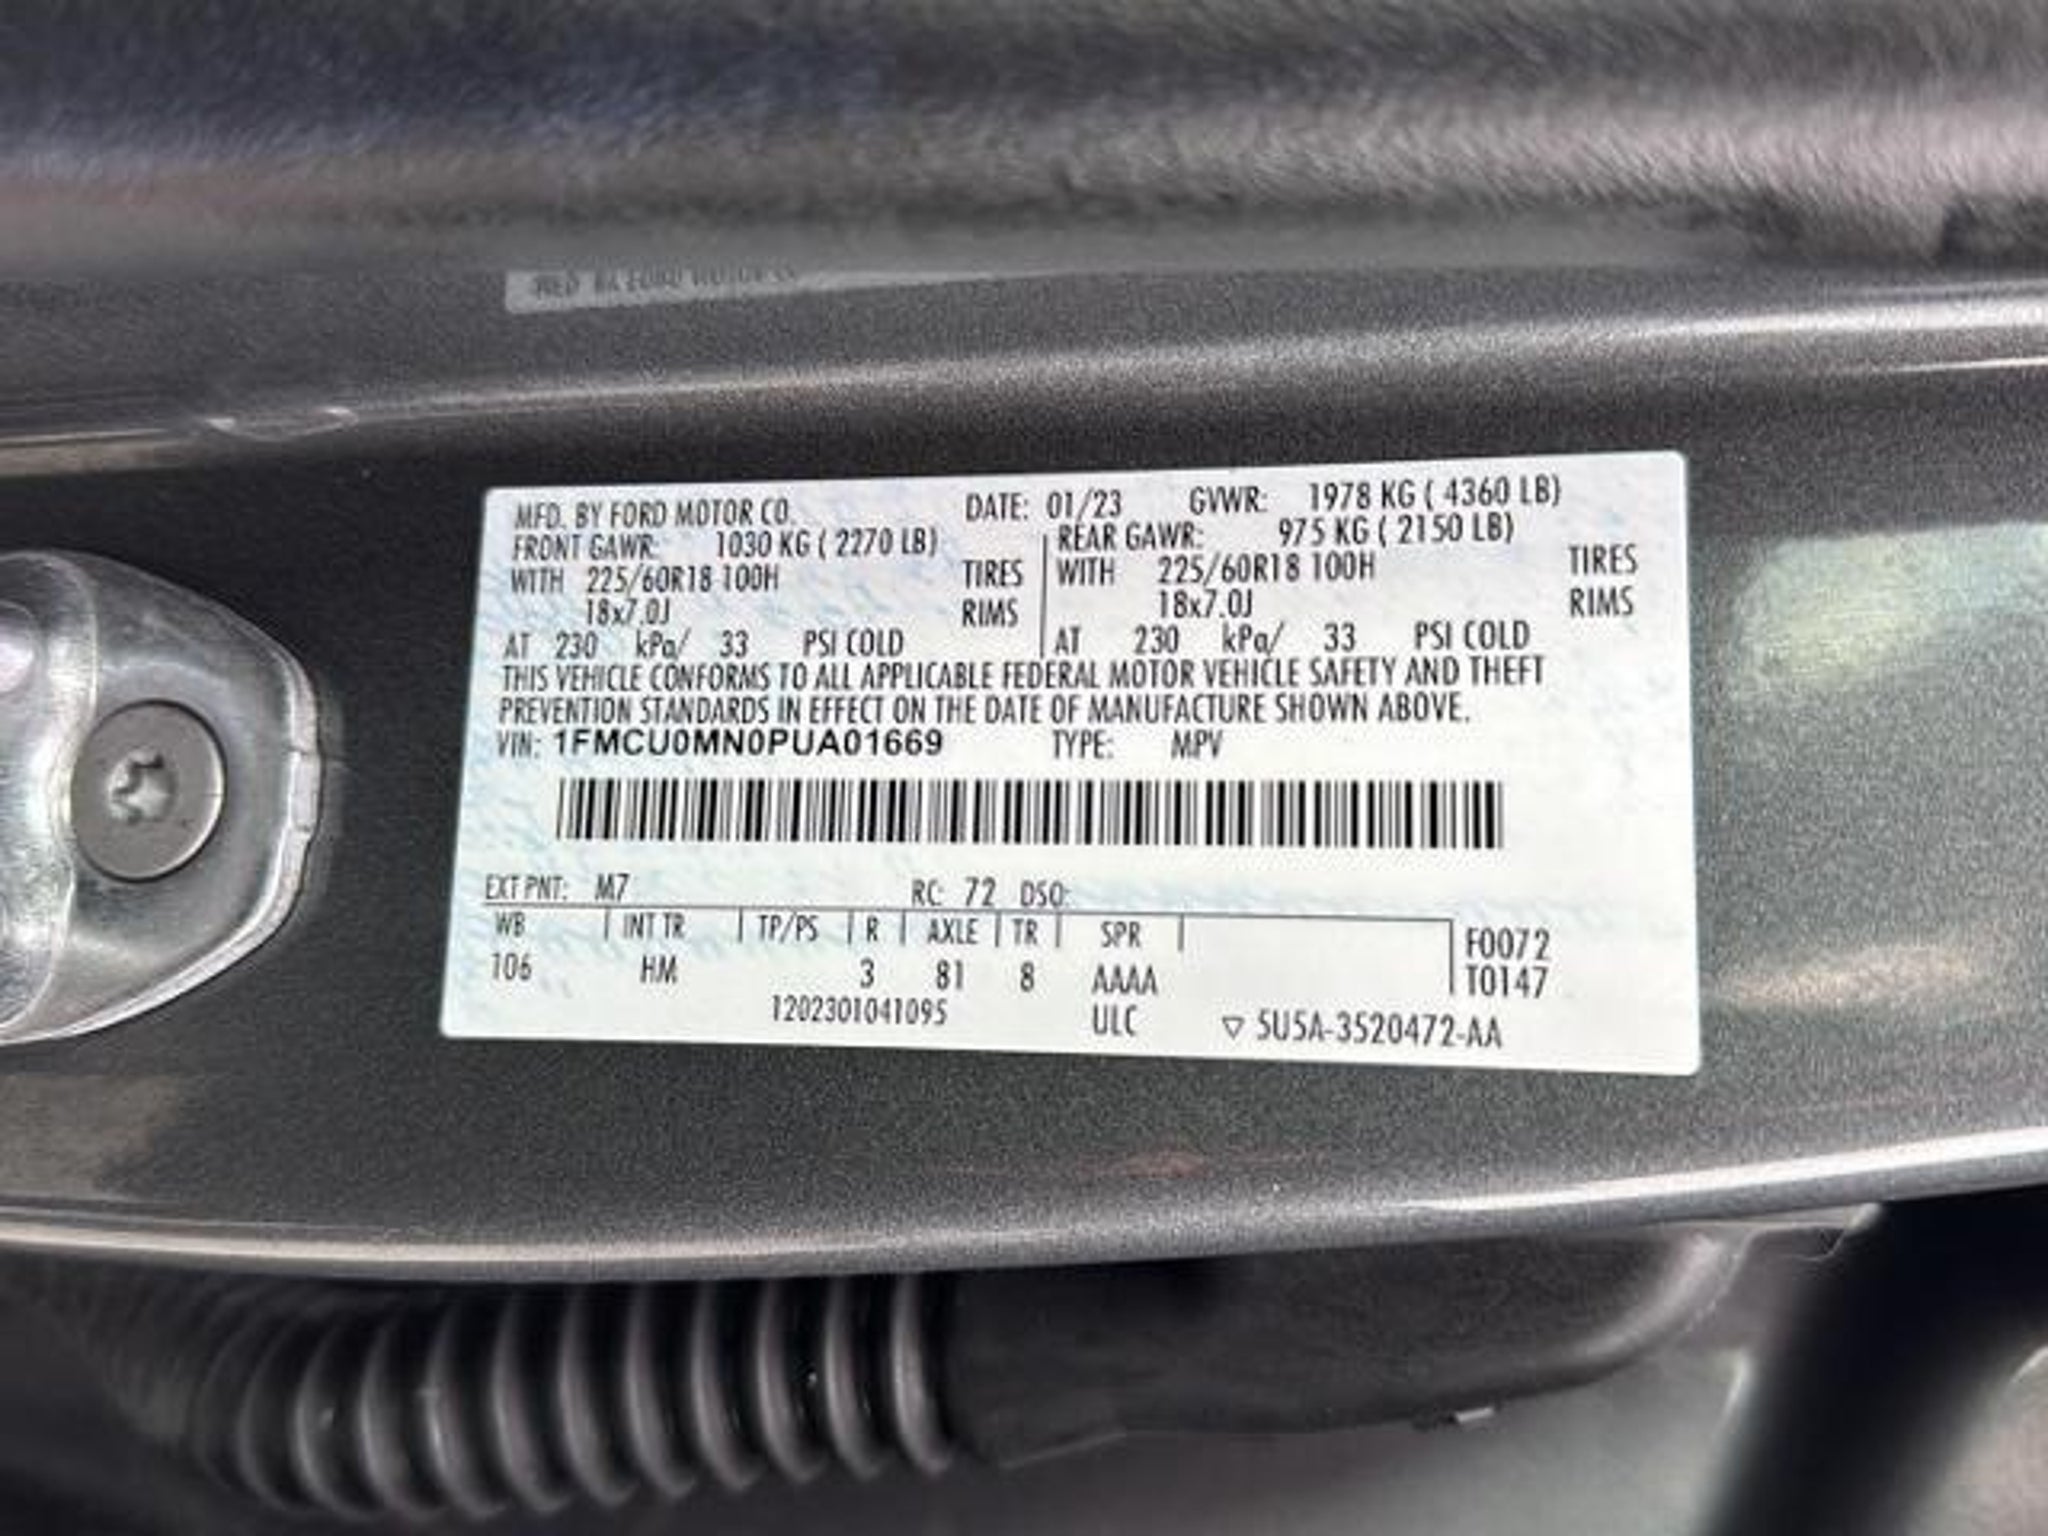 MFD. BY FORD MOTOR CO. DATE: 01/23 GVWR: 1978 KG ( 4360 LB)
FRONT GAWR: 1030 KG ( 2270 LB) REAR GAWR: 975 KG ( 2150 LB)
WITH 225/60R18 100H TIRES WITH 225/60R18 100H TIRES
18x7.0J RIMS 18x7.0J RIMS
AT 230 kPa/ 33 PSI COLD AT 230 kPa/ 33 PSI COLD
THIS VEHICLE CONFORMS TO ALL APPLICABLE FEDERAL MOTOR VEHICLE SAFETY AND THEFT
PREVENTION STANDARDS IN EFFECT ON THE DATE OF MANUFACTURE SHOWN ABOVE.
VIN: 1FMCU0MN0PUA01669 TYPE: MPV
EXT PNT: M7 RC: 72 DSO:
WB INT TR TP/PS R AXLE TR SPR F0072
106 HM 3 81 8 AAAA T0147
1202301041095 ULC ▽ 5U5A-3520472-AA